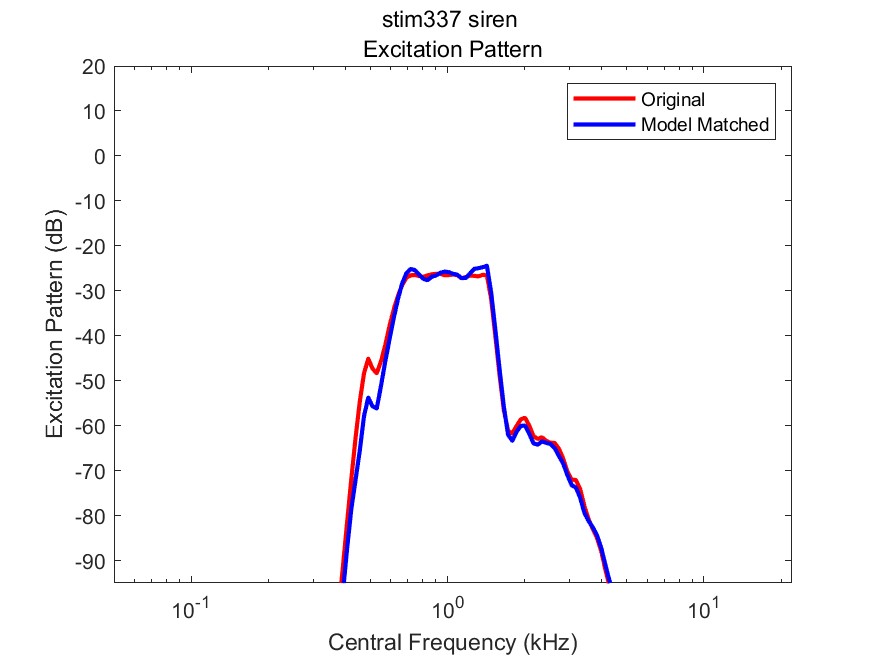 stim337 siren
Excitation Pattern
Original
Model Matched
Excitation Pattern (dB)
20
10
0
-10
-20
-30
-40
-50
-60
-70
-80
-90
10^-1
10^0
10^1
Central Frequency (kHz)